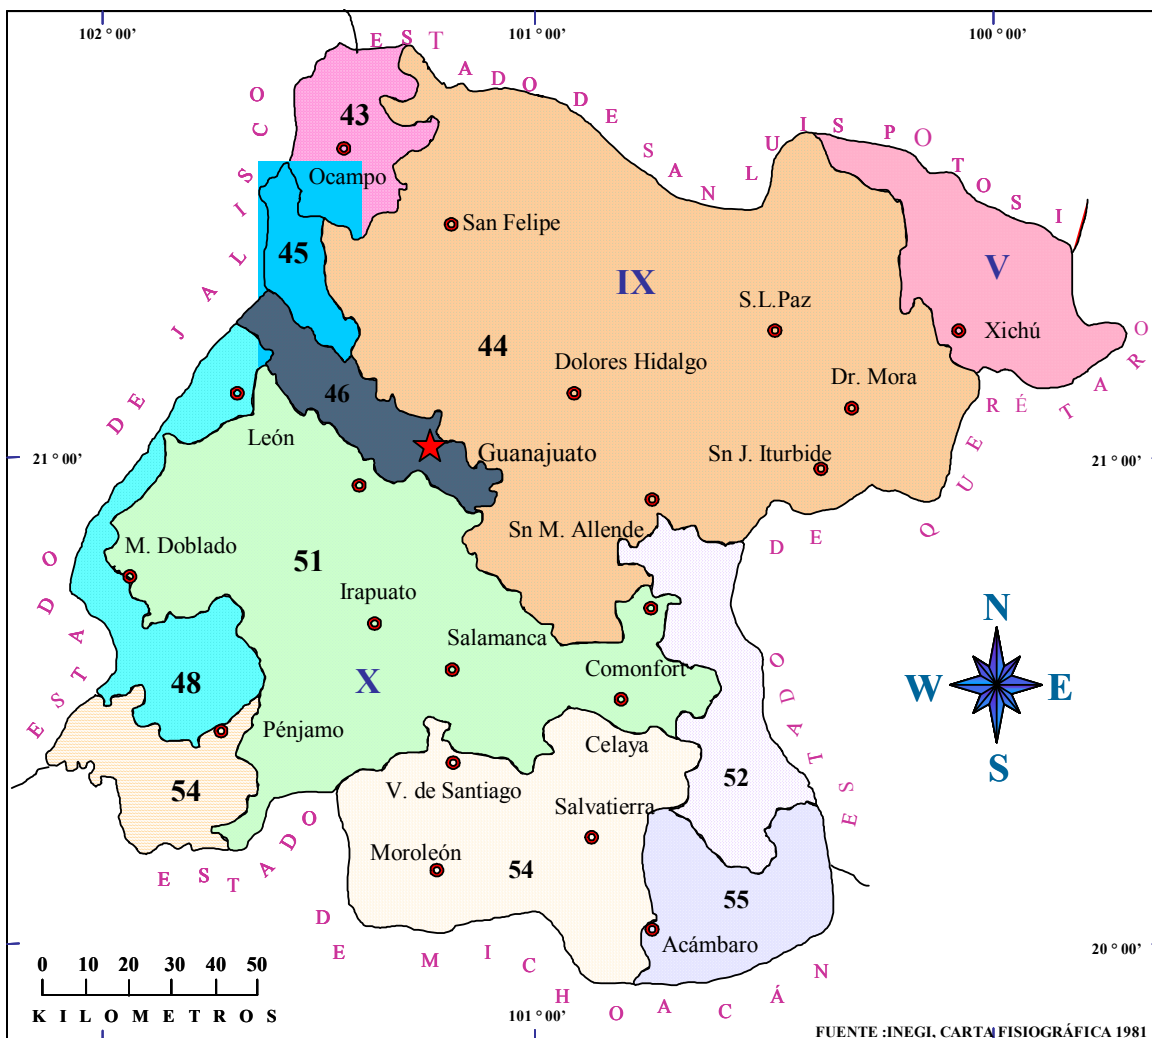 102 °00’
101 °00’
100 °00’
ESTADO DE SAN LUIS POTOSI
ESTADO DE JALISCO
43
Ocampo
San Felipe
45
IX
V
S.L.Paz
Xichú
44
Dolores Hidalgo
Dr. Mora
46
León
Guanajuato
Sn J. Iturbide
21 °00’
21 °00’
Sn M. Allende
M. Doblado
51
Irapuato
Salamanca
Comonfort
48
X
Pénjamo
Celaya
54
V. de Santiago
52
Salvatierra
Moroleón
54
55
Acámbaro
ESTADO DE QUERÉTARO
ESTADO DE MICHOACÁN
N
W
E
S
20 °00’
0 10 20 30 40 50
KILOMETROS
101 °00’
FUENTE :INEGI, CARTA FISIOGRÁFICA 1981